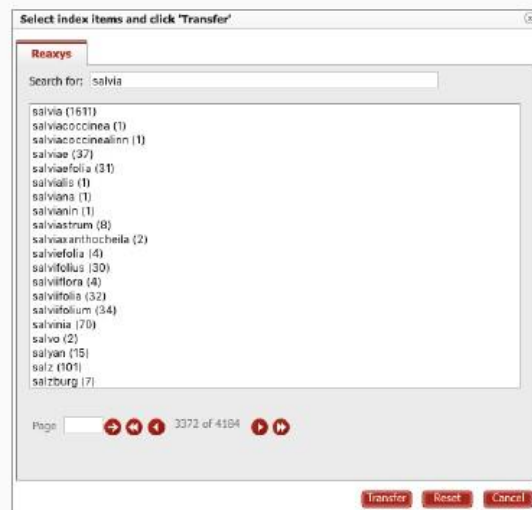 Select index items and click 'Transfer'
Reaxys
Search for: salvia
salvia (1611)
salviacoccinea (1)
salviacoccinealinn (1)
salviae (37)
salviaefolia (31)
salvialis (1)
salviana (1)
salvianin (1)
salviastrum (8)
salviaxanthocheila (2)
salviefolia (4)
salvifolius (30)
salviiflora (4)
salviifolia (32)
salviifolium (34)
salvinia (70)
salvo (2)
salyan (15)
salz (101)
salzburg (7)
Page 3372 of 4184
Transfer Reset Cancel